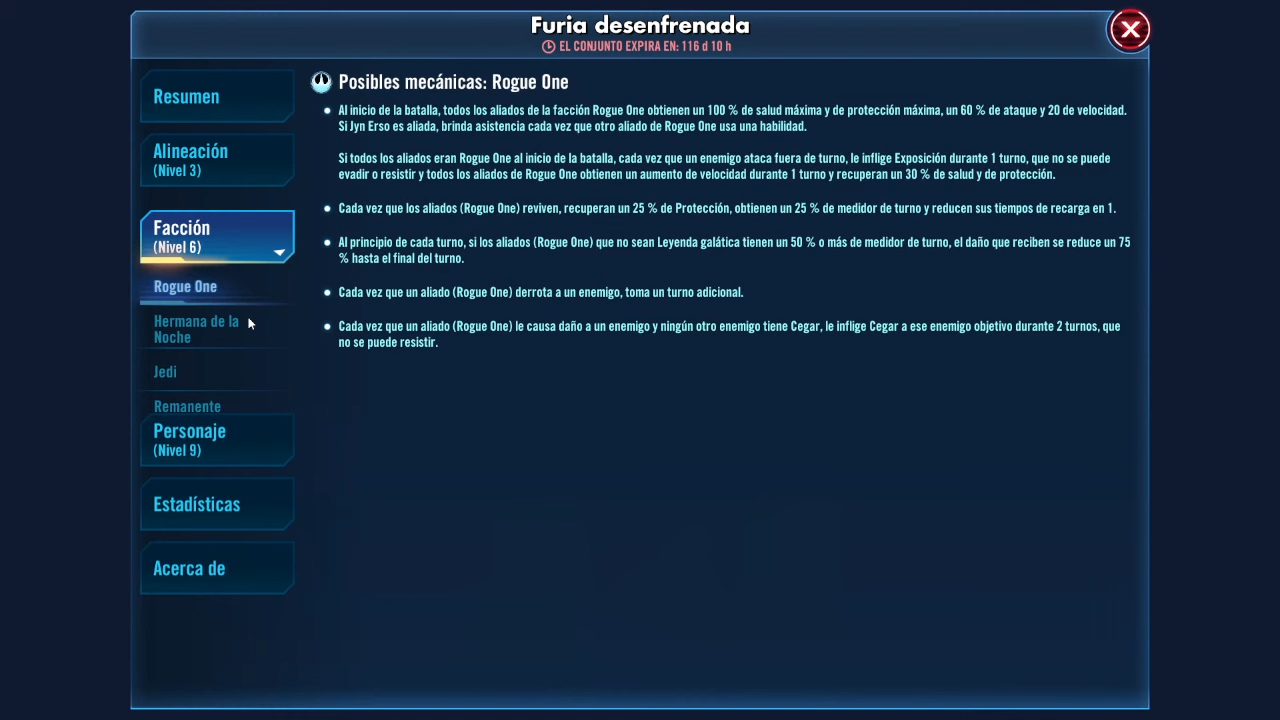 Furia desenfrenada
EL CONJUNTO EXPIRA EN: 116 d 10 h
Resumen
Alineación
(Nivel 3)
Facción
(Nivel 6)
Rogue One
Hermana de la
Noche
Jedi
Remanente
Personaje
(Nivel 9)
Estadísticas
Acerca de
Posibles mecánicas: Rogue One
Al inicio de la batalla, todos los aliados de la facción Rogue One obtienen un 100 % de salud máxima y de protección máxima, un 60 % de ataque y 20 de velocidad.
Si Jyn Erso es aliada, brinda asistencia cada vez que otro aliado de Rogue One usa una habilidad.
Si todos los aliados eran Rogue One al inicio de la batalla, cada vez que un enemigo ataca fuera de turno, le inflige Exposición durante 1 turno, que no se puede
evadir o resistir y todos los aliados de Rogue One obtienen un aumento de velocidad durante 1 turno y recuperan un 30 % de salud y de protección.
Cada vez que los aliados (Rogue One) reviven, recuperan un 25 % de Protección, obtienen un 25 % de medidor de turno y reducen sus tiempos de recarga en 1.
Al principio de cada turno, si los aliados (Rogue One) que no sean Leyenda galática tienen un 50 % o más de medidor de turno, el daño que reciben se reduce un 75
% hasta el final del turno.
Cada vez que un aliado (Rogue One) derrota a un enemigo, toma un turno adicional.
Cada vez que un aliado (Rogue One) le causa daño a un enemigo y ningún otro enemigo tiene Cegar, le inflige Cegar a ese enemigo objetivo durante 2 turnos, que
no se puede resistir.